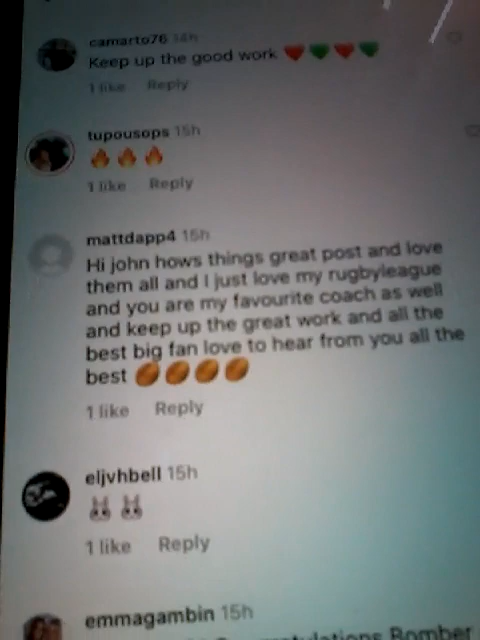 camarto76 14h
Keep up the good work ❤️💚❤️💚
1 like Reply
tupousops 15h
🔥🔥🔥
1 like Reply
mattdapp4 15h
Hi john hows things great post and love
them all and I just love my rugbyleague
and you are my favourite coach as well
and keep up the great work and all the
best big fan love to hear from you all the
best 🏉🏉🏉🏉
1 like Reply
eljvhbell 15h
🐰🐰
1 like Reply
emmagambin 15h
Congratulations Bomber